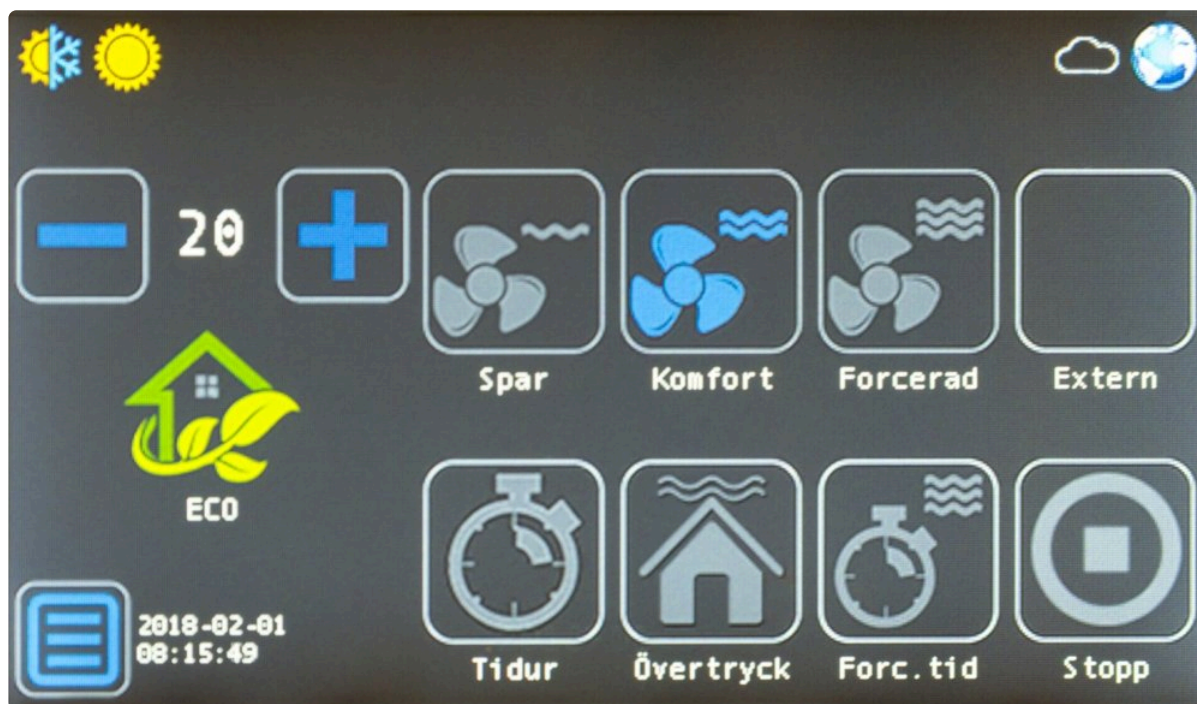 20
Spar
Komfort
Forcerad
Extern
ECO
2018-02-01
08:15:49
Tidur
Övertryck
Forc.tid
Stopp